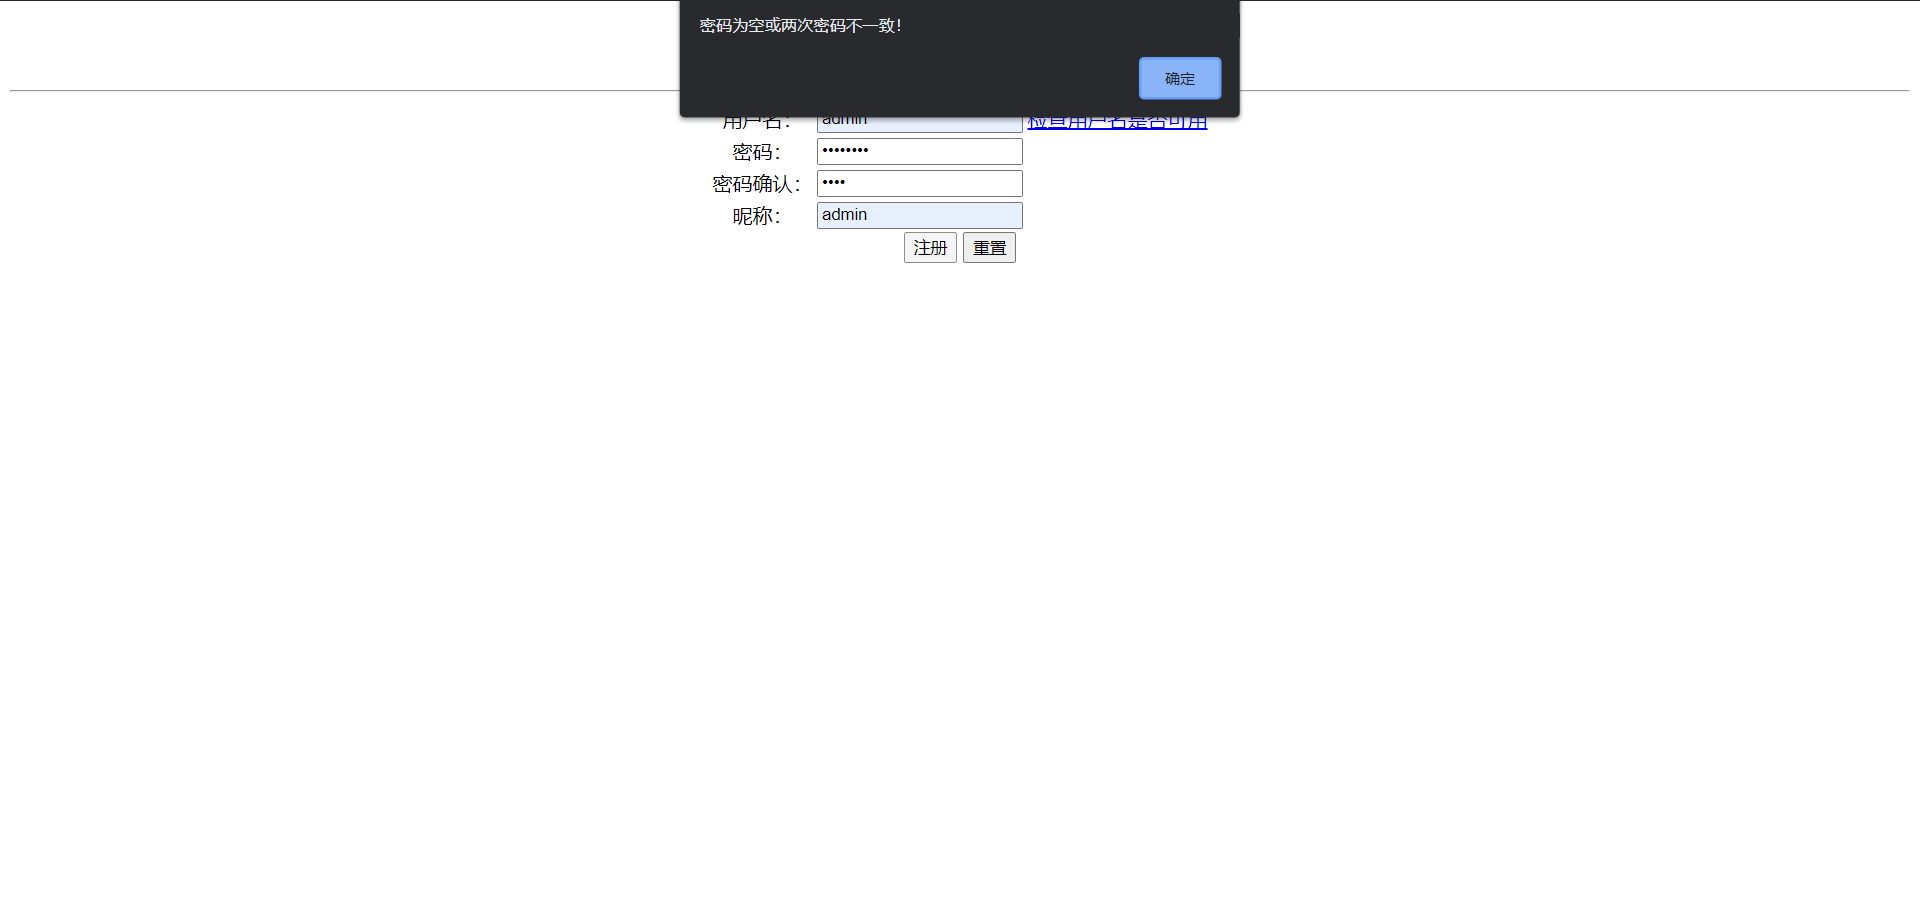 密码为空或两次密码不一致！
确定
用户名： admin 检查用户名是否可用
密码： ••••••••
密码确认： ••••
昵称： admin
注册 重置